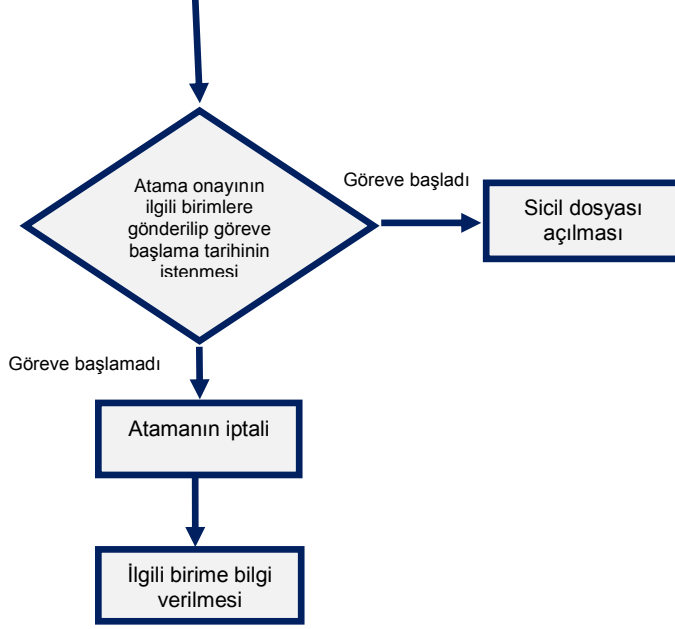 Atama onayının
ilgili birimlere
gönderilip göreve
başlama tarihinin
istenmesi
Göreve başladı
Sicil dosyası
açılması
Göreve başlamadı
Atamanın iptali
İlgili birime bilgi
verilmesi